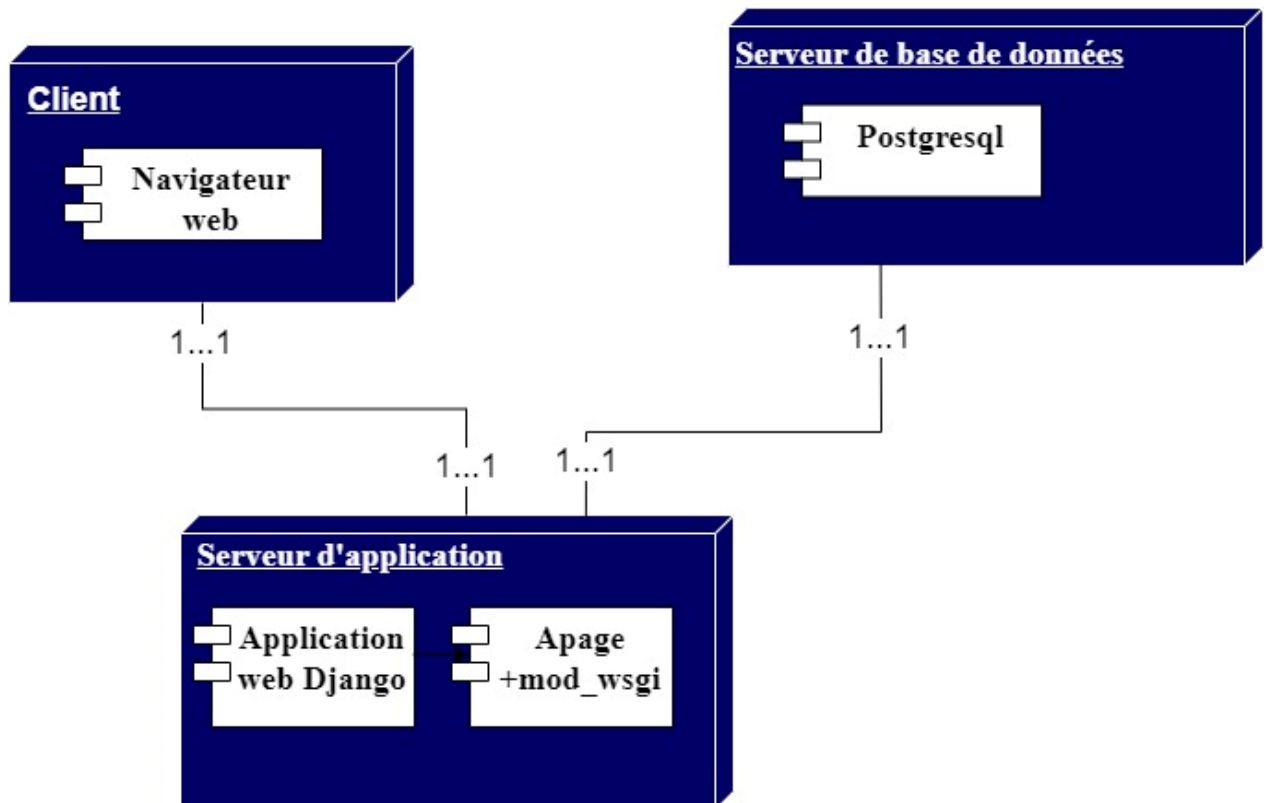 Client
Navigateur
web
Serveur de base de données
Postgresql
1...1
1...1
1...1
1...1
Serveur d'application
Application
web Django
Apage
+mod_wsgi